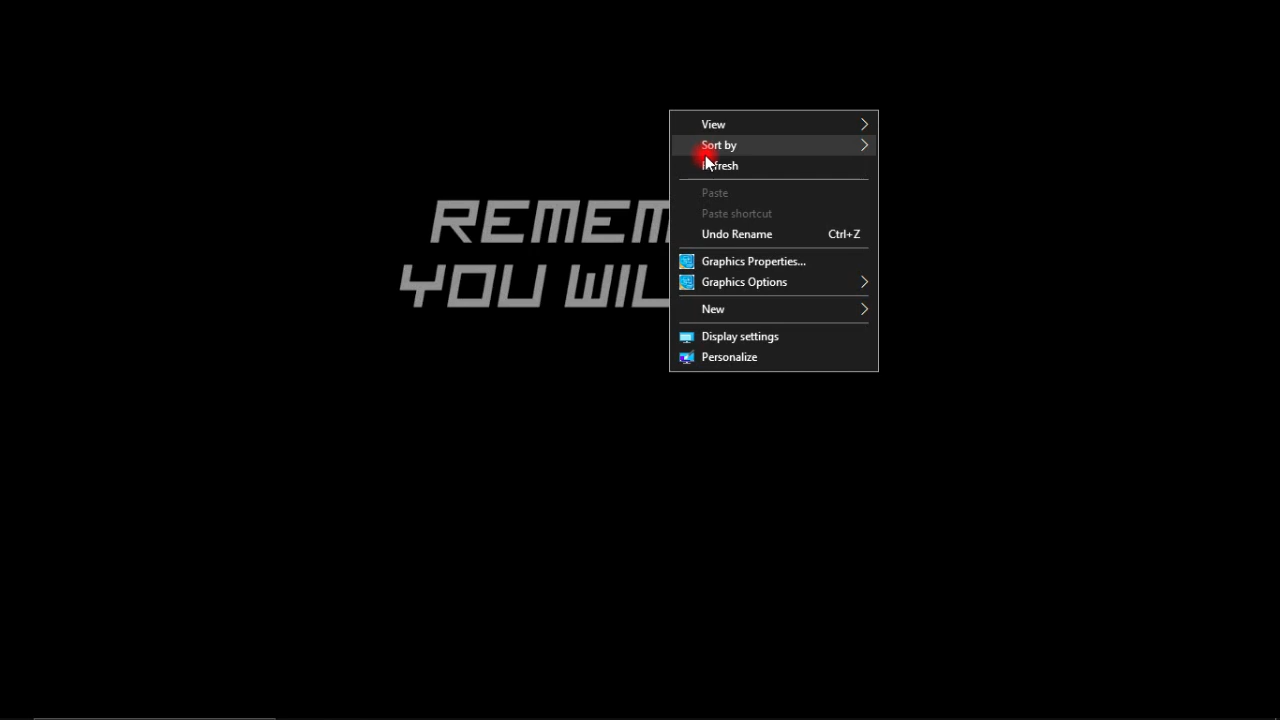 View
Sort by
Refresh
Paste
Paste shortcut
Undo Rename Ctrl+Z
Graphics Properties...
Graphics Options
New
Display settings
Personalize
REMEM
YOU WIL